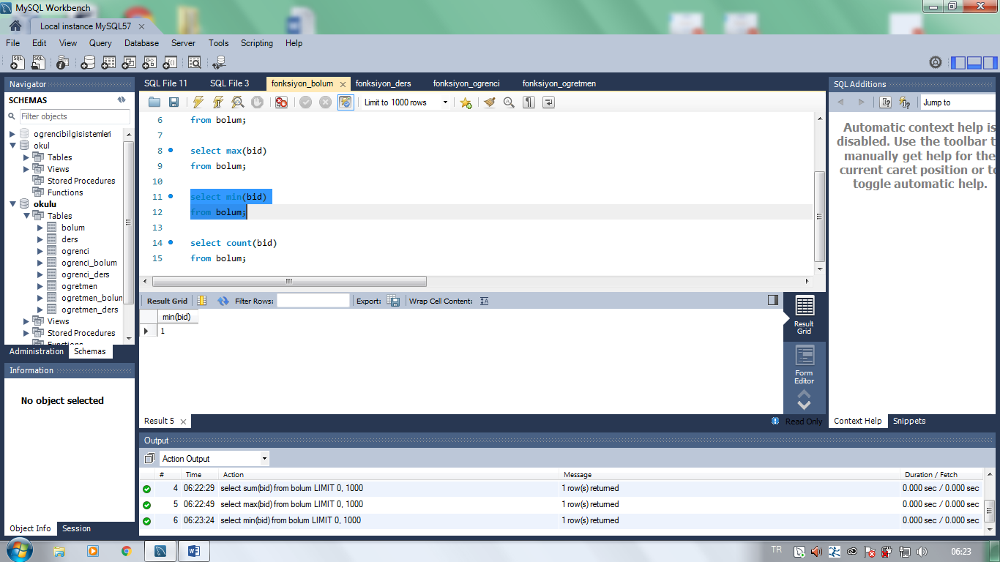 MySQL Workbench
Local instance MySQL57
File Edit View Query Database Server Tools Scripting Help
Navigator
SCHEMAS
Filter objects
ogrencibilgisistemleri
okul
Tables
Views
Stored Procedures
Functions
okulu
Tables
bolum
ders
ogrenci
ogrenci_bolum
ogrenci_ders
ogretmen
ogretmen_bolun
ogretmen_ders
Views
Stored Procedures
Functions
Administration Schemas
Information
No object selected
Object Info Session
SQL File 11 SQL File 3 fonksiyon_bolum fonksiyon_ders fonksiyon_ogrenci fonksiyon_ogretmen
Limit to 1000 rows
6 from bolum;
7
8 select max(bid)
9 from bolum;
10
11 select min(bid)
12 from bolum;
13
14 select count(bid)
15 from bolum;
Result Grid Filter Rows: Export: Wrap Cell Content:
min(bid)
1
Result Grid
Form Editor
Result 5
Read Only
SQL Additions
Jump to
Automatic context help is
disabled. Use the toolbar t
manually get help for the
current caret position or to
toggle automatic help.
Context Help Snippets
Output
Action Output
# Time Action Message Duration / Fetch
4 06:22:29 select sum(bid) from bolum LIMIT 0, 1000 1 row(s) returned 0.000 sec / 0.000 sec
5 06:22:49 select max(bid) from bolum LIMIT 0, 1000 1 row(s) returned 0.000 sec / 0.000 sec
6 06:23:24 select min(bid) from bolum LIMIT 0, 1000 1 row(s) returned 0.000 sec / 0.000 sec
TR
06:23